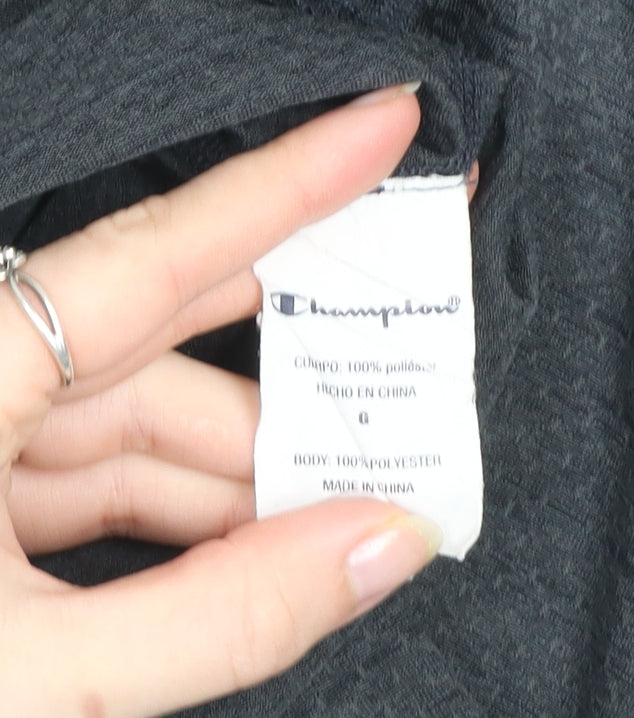 Champion®
CUERPO: 100% poliéster
HECHO EN CHINA
G
BODY: 100%POLYESTER
MADE IN CHINA